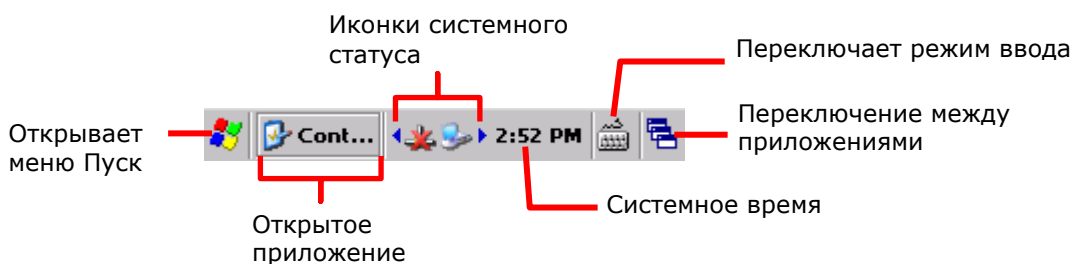 Иконки системного
статуса
Переключает режим ввода
Переключение между
приложениями
Открывает
меню Пуск
Cont...
2:52 PM
Системное время
Открытое
приложение